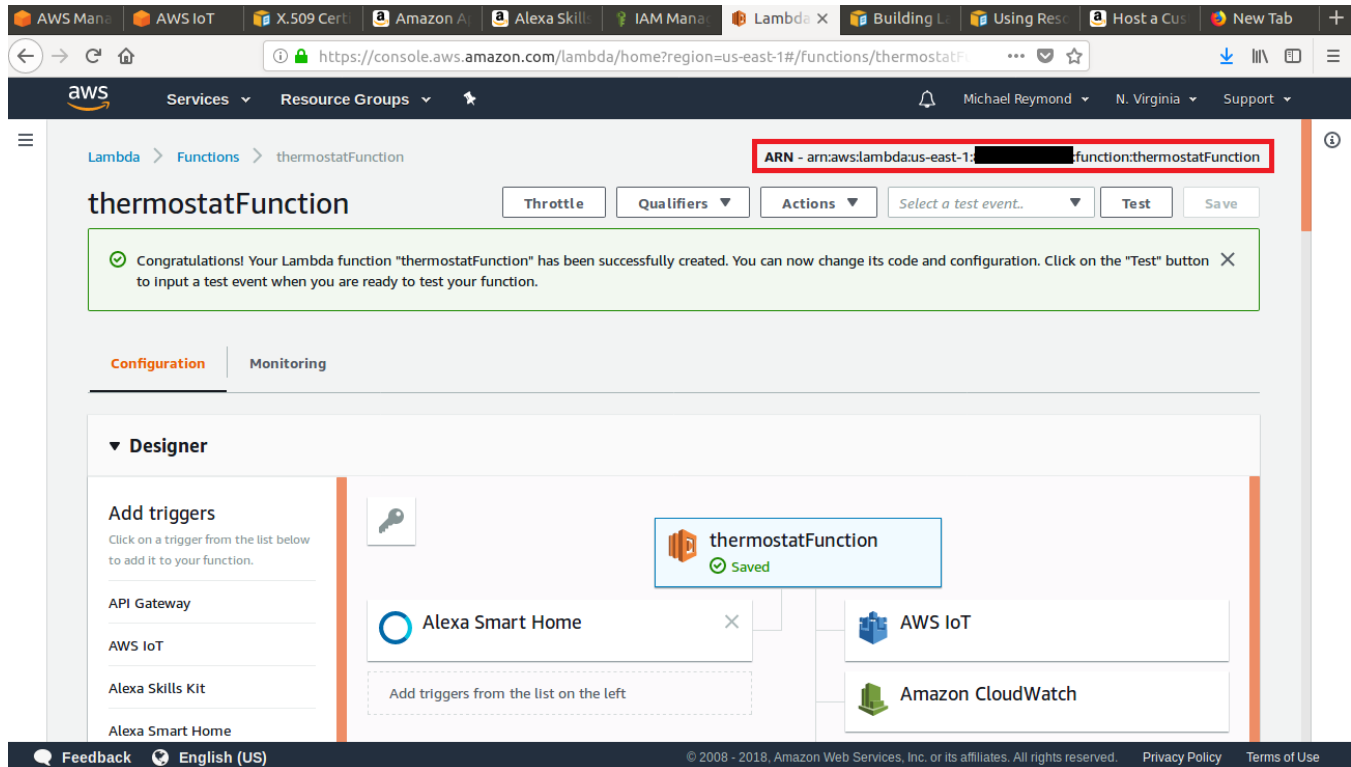 AWS Mana
AWS IoT
X.509 Certi
Amazon Ap
Alexa Skills
IAM Manag
Lambda
Building La
Using Reso
Host a Cus
New Tab
https://console.aws.amazon.com/lambda/home?region=us-east-1#/functions/thermostatF
aws
Services
Resource Groups
Michael Reymond
N. Virginia
Support
Lambda > Functions > thermostatFunction
ARN - arn:aws:lambda:us-east-1: :function:thermostatFunction
thermostatFunction
Throttle
Qualifiers
Actions
Select a test event..
Test
Save
Congratulations! Your Lambda function "thermostatFunction" has been successfully created. You can now change its code and configuration. Click on the "Test" button
to input a test event when you are ready to test your function.
Configuration
Monitoring
Designer
Add triggers
Click on a trigger from the list below
to add it to your function.
API Gateway
AWS IoT
Alexa Skills Kit
Alexa Smart Home
thermostatFunction
Saved
Alexa Smart Home
Add triggers from the list on the left
AWS IoT
Amazon CloudWatch
Feedback
English (US)
© 2008 - 2018, Amazon Web Services, Inc. or its affiliates. All rights reserved.
Privacy Policy
Terms of Use